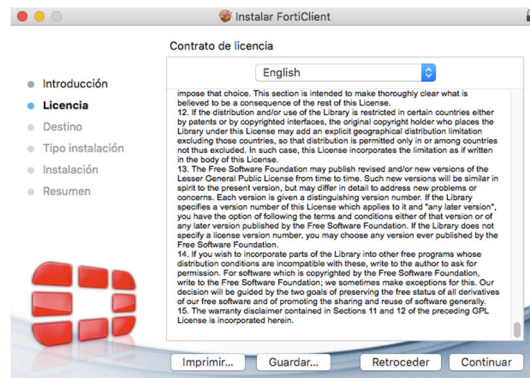 Instalar FortiClient
Contrato de licencia
English
Introducción
Licencia
Destino
Tipo instalación
Instalación
Resumen
impose that choice. This section is intended to make thoroughly clear what is
believed to be a consequence of the rest of this License.
12. If the distribution and/or use of the Library is restricted in certain countries either
by patents or by copyrighted interfaces, the original copyright holder who places the
Library under this License may add an explicit geographical distribution limitation
excluding those countries, so that distribution is permitted only in or among countries
not thus excluded. In such case, this License incorporates the limitation as if written
in the body of this License.
13. The Free Software Foundation may publish revised and/or new versions of the
Lesser General Public License from time to time. Such new versions will be similar in
spirit to the present version, but may differ in detail to address new problems or
concerns. Each version is given a distinguishing version number. If the Library
specifies a version number of this License which applies to it and "any later version",
you have the option of following the terms and conditions either of that version or of
any later version published by the Free Software Foundation. If the Library does not
specify a license version number, you may choose any version ever published by the
Free Software Foundation.
14. If you wish to incorporate parts of the Library into other free programs whose
distribution conditions are incompatible with these, write to the author to ask for
permission. For software which is copyrighted by the Free Software Foundation,
write to the Free Software Foundation; we sometimes make exceptions for this. Our
decision will be guided by the two goals of preserving the free status of all derivatives
of our free software and of promoting the sharing and reuse of software generally.
15. The warranty disclaimer contained in Sections 11 and 12 of the preceding GPL
License is incorporated herein.
Imprimir...
Guardar...
Retroceder
Continuar